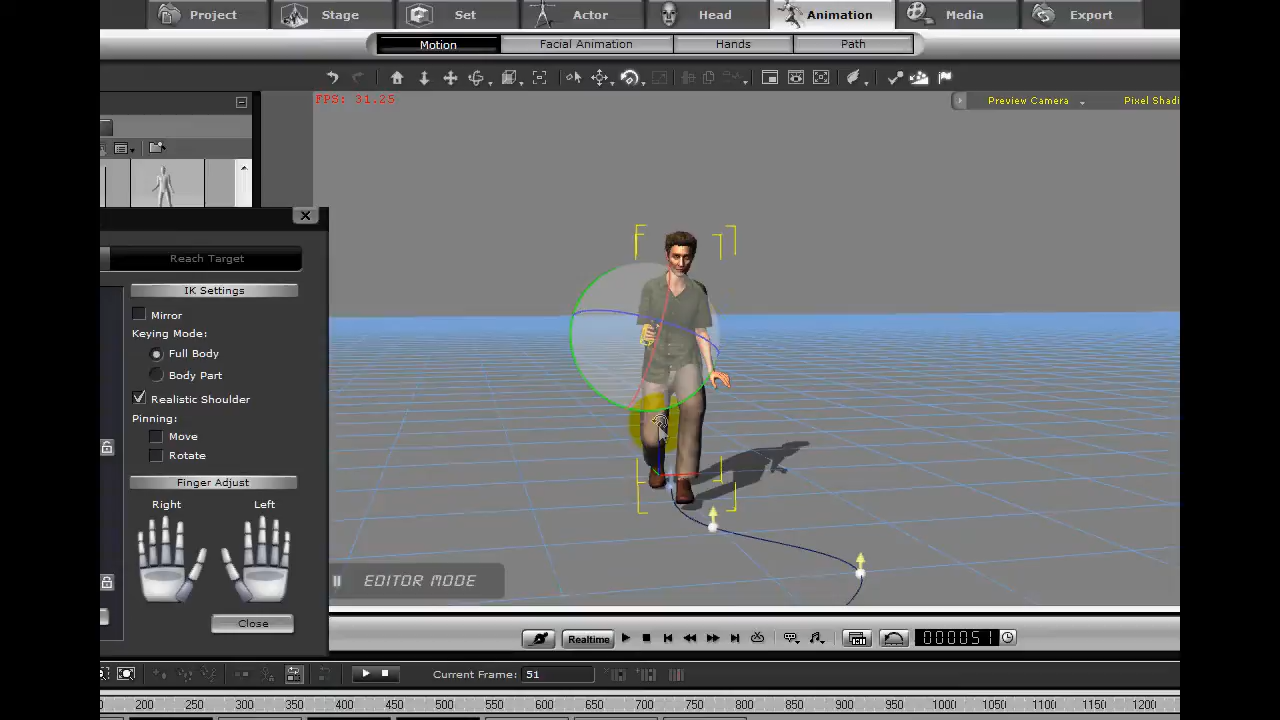 Project Stage Set Actor Head Animation Media Export
Motion Facial Animation Hands Path
FPS: 31.25
Preview Camera Pixel Shadi
Reach Target
IK Settings
Mirror
Keying Mode:
Full Body
Body Part
Realistic Shoulder
Pinning:
Move
Rotate
Finger Adjust
Right Left
EDITOR MODE
Close
Realtime 000051
Current Frame: 51
200 250 300 350 400 450 500 550 600 650 700 750 800 850 900 950 1000 1050 1100 1150 1200